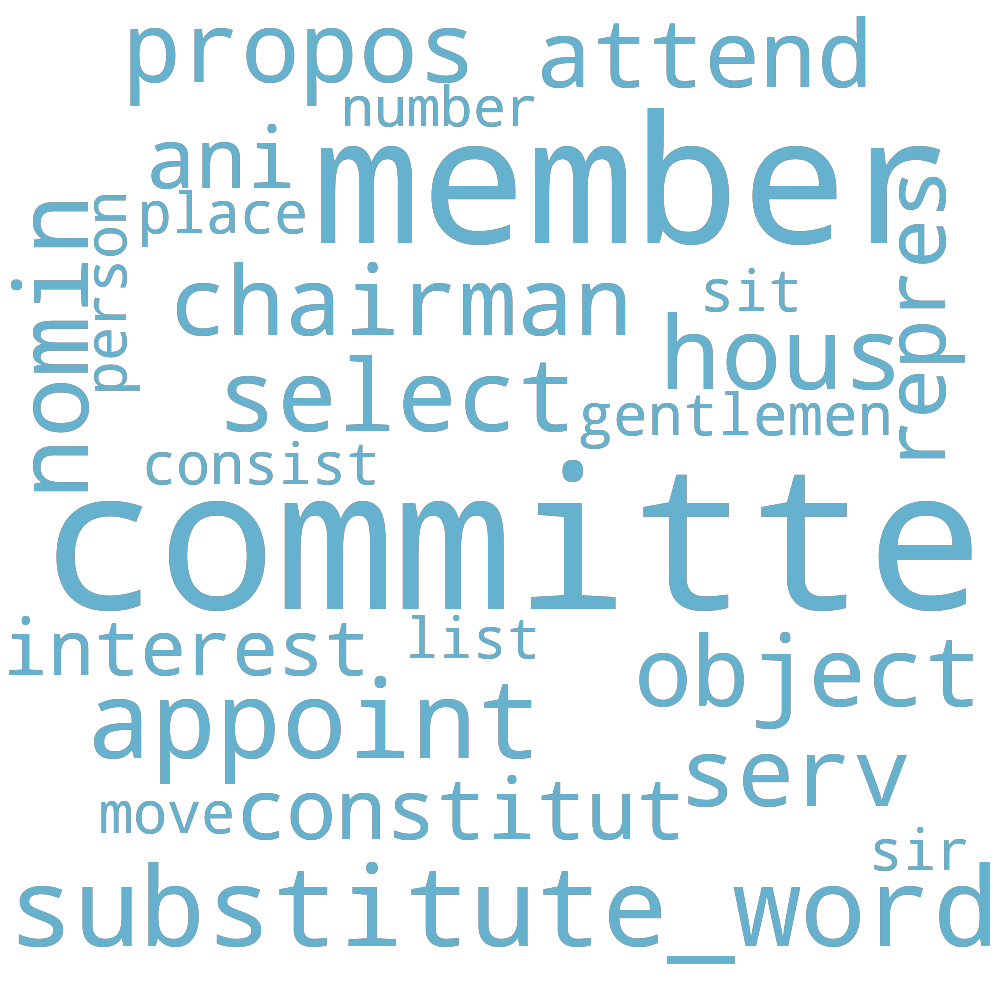 propos attend
number
ani member
place
nomin
person
repres
chairman sit
hous
select
gentlemen
consist
committe
interest list
object
appoint
serv
move constitut
sir
substitute_word